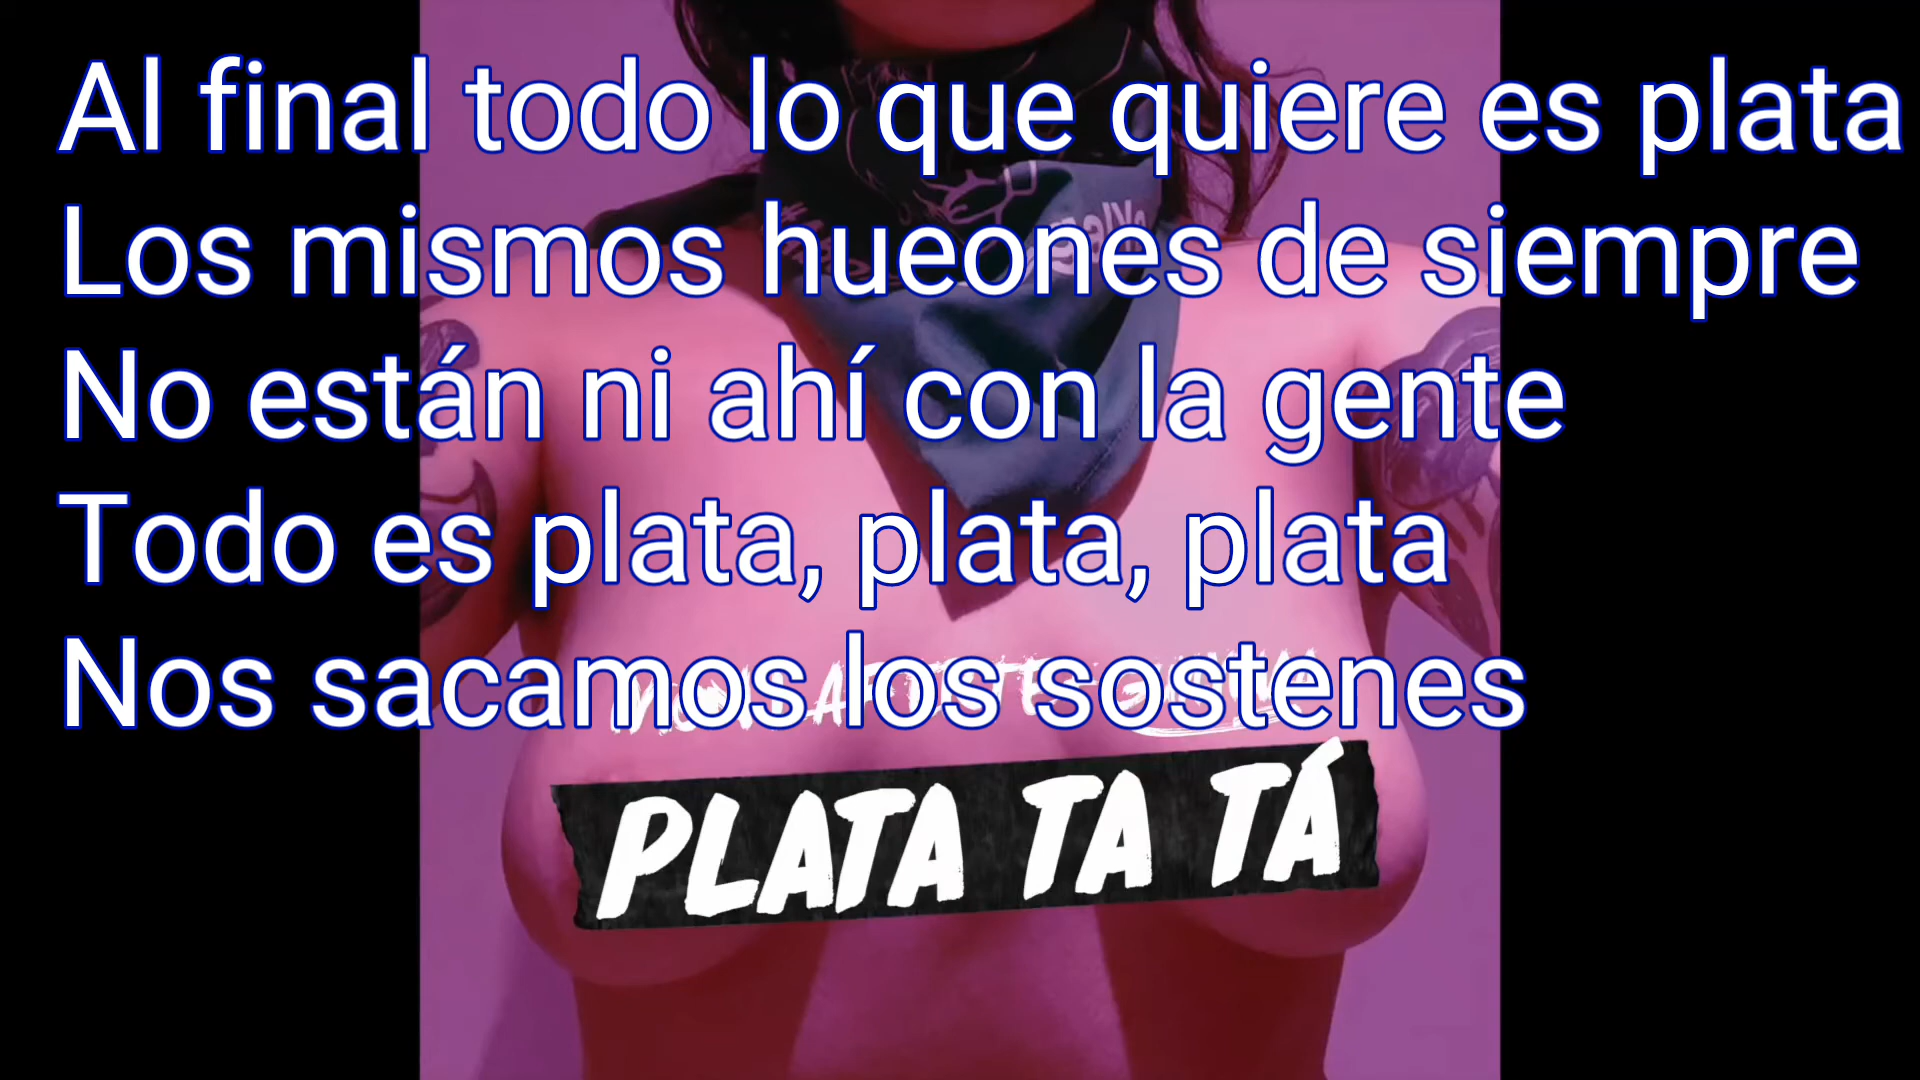 Al final todo lo que quiere es plata
Los mismos hueones de siempre
No están ni ahí con la gente
Todo es plata, plata, plata
Nos sacamos los sostenes
PLATA TA TÁ